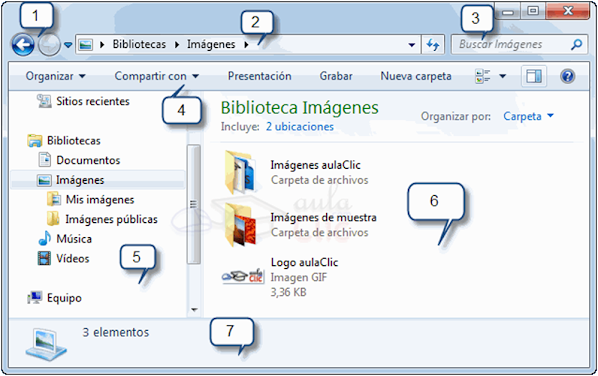 1
2
3
Bibliotecas Imágenes
Buscar Imágenes
Organizar Compartir con Presentación Grabar Nueva carpeta
4
Sitios recientes
Bibliotecas
Documentos
Imágenes
Mis imágenes
Imágenes públicas
Música
Vídeos
5
Equipo
Biblioteca Imágenes
Incluye: 2 ubicaciones
Organizar por: Carpeta
Imágenes aulaClic
Carpeta de archivos
Imágenes de muestra
Carpeta de archivos
Logo aulaClic
Imagen GIF
3,36 KB
6
aula
3 elementos
7